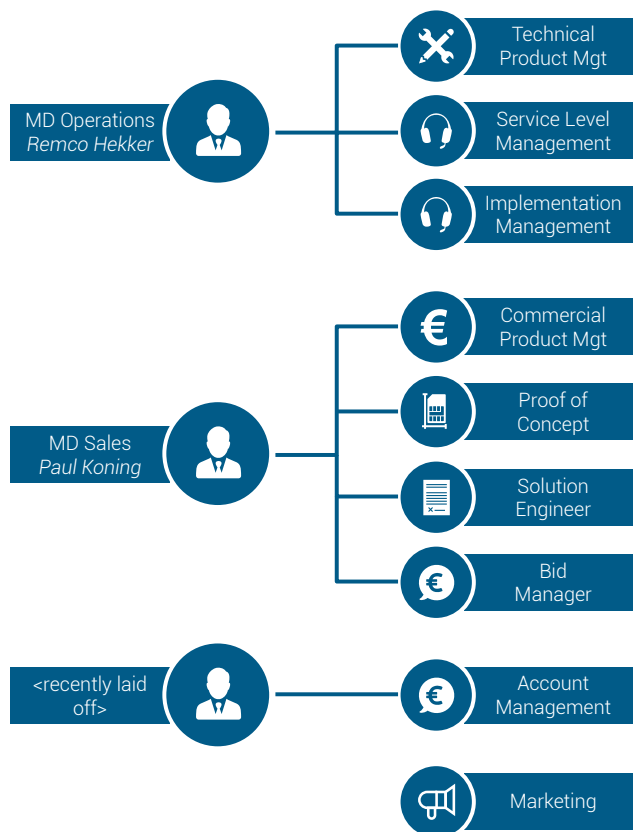 MD Operations
Remco Hekker
Technical
Product Mgt
Service Level
Management
Implementation
Management
MD Sales
Paul Koning
€
Commercial
Product Mgt
Proof of
Concept
Solution
Engineer
€
Bid
Manager
<recently laid
off>
€
Account
Management
Marketing